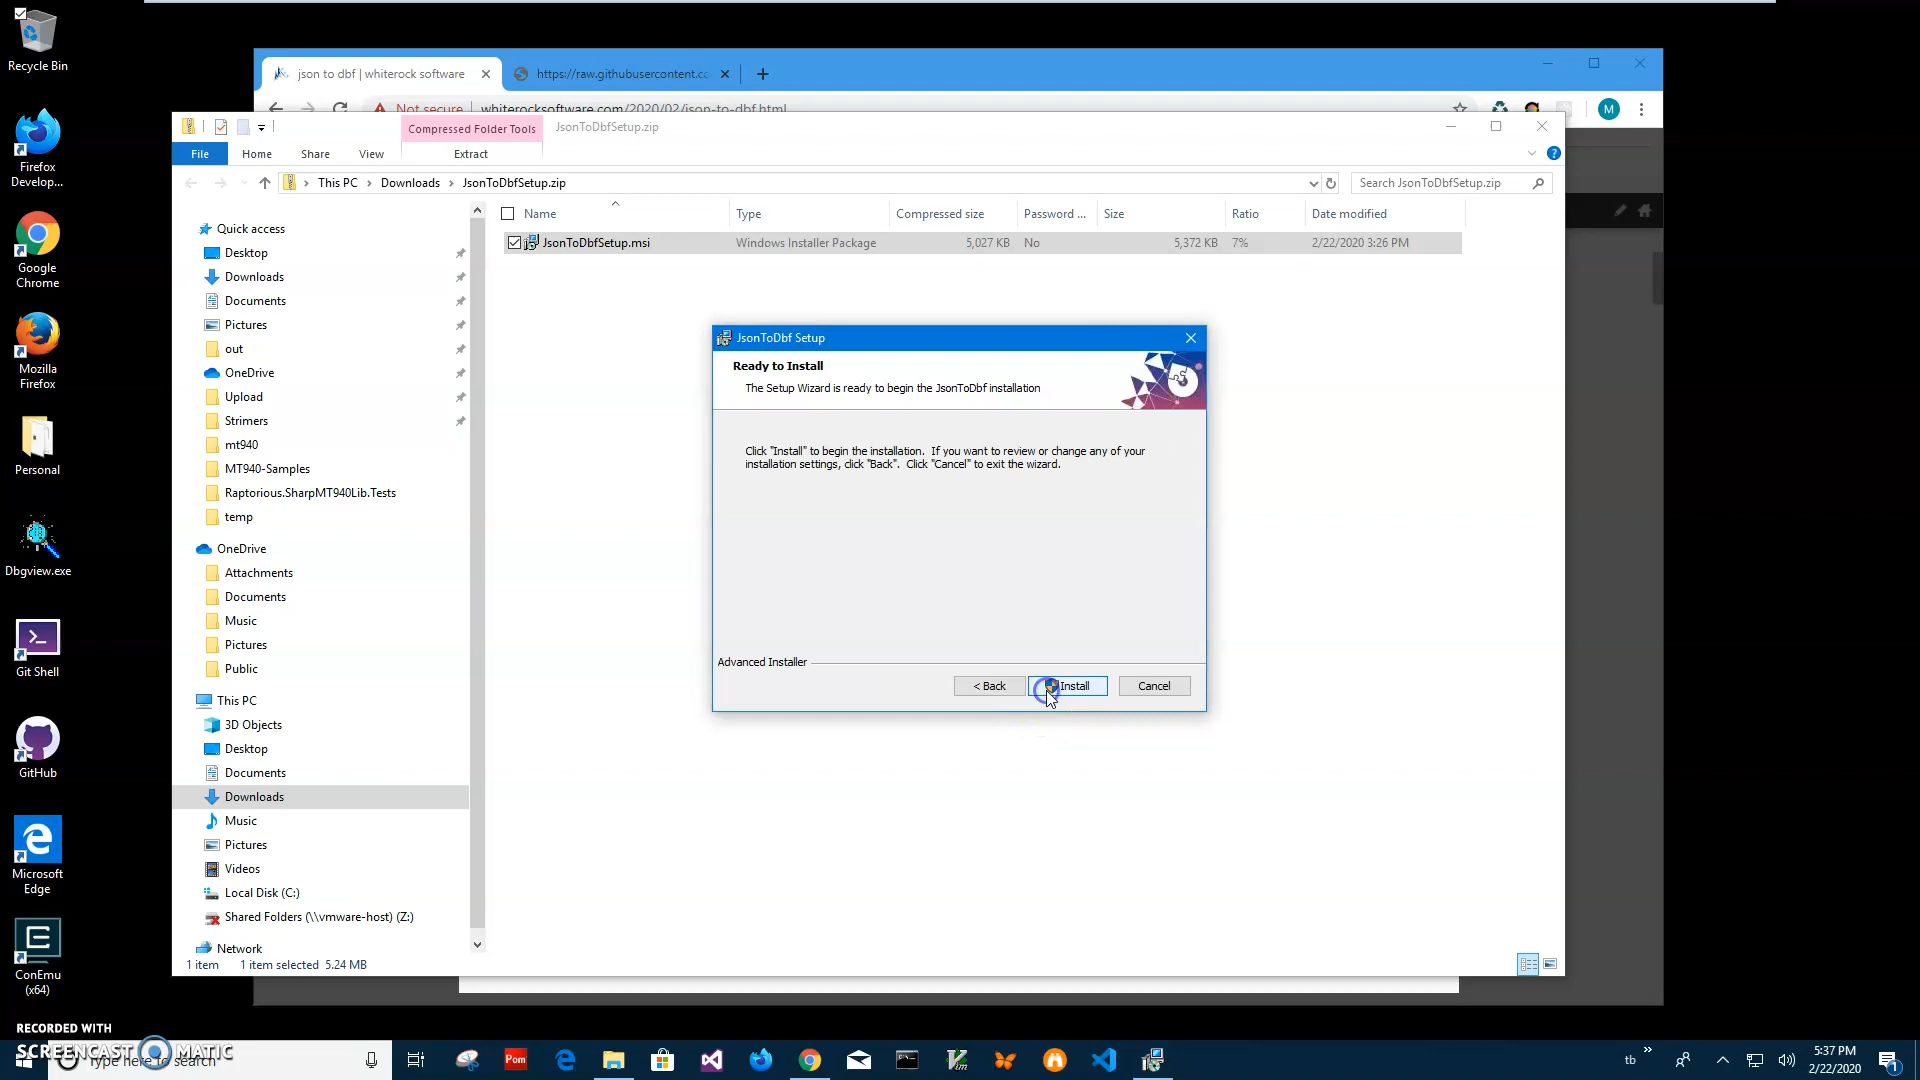 Recycle Bin
Firefox
Develop...
Google
Chrome
Mozilla
Firefox
Personal
Dbgview.exe
Git Shell
GitHub
Microsoft
Edge
ConEmu
(x64)
json to dbf | whiterock software
https://raw.githubusercontent.cc
Not secure
whiterocksoftware.com/2020/02/json-to-dbf.html
M
Compressed Folder Tools
JsonToDbfSetup.zip
File
Home
Share
View
Extract
This PC > Downloads > JsonToDbfSetup.zip
Search JsonToDbfSetup.zip
Name
Type
Compressed size
Password ...
Size
Ratio
Date modified
JsonToDbfSetup.msi
Windows Installer Package
5,027 KB
No
5,372 KB
7%
2/22/2020 3:26 PM
Quick access
Desktop
Downloads
Documents
Pictures
out
OneDrive
Upload
Strimers
mt940
MT940-Samples
Raptorious.SharpMT940Lib.Tests
temp
OneDrive
Attachments
Documents
Music
Pictures
Public
This PC
3D Objects
Desktop
Documents
Downloads
Music
Pictures
Videos
Local Disk (C:)
Shared Folders (\\vmware-host) (Z:)
Network
1 item
1 item selected 5.24 MB
JsonToDbf Setup
Ready to Install
The Setup Wizard is ready to begin the JsonToDbf installation
Click "Install" to begin the installation. If you want to review or change any of your
installation settings, click "Back". Click "Cancel" to exit the wizard.
Advanced Installer
< Back
Install
Cancel
RECORDED WITH
SCREENCAST MATIC
Type here to search
Pom
Vim
tb
5:37 PM
2/22/2020
1